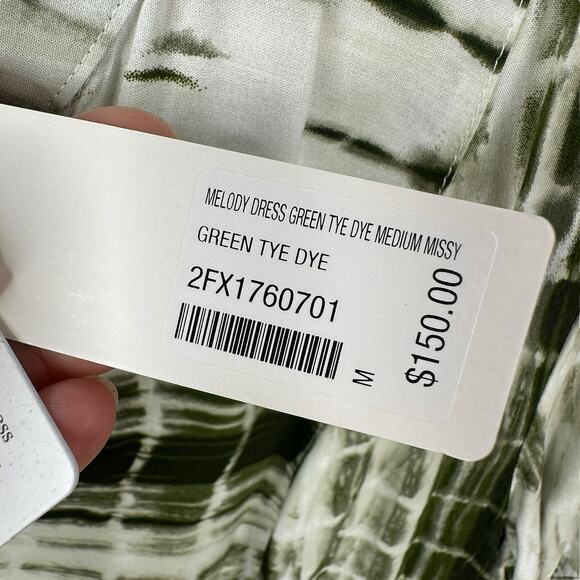 MELODY DRESS GREEN TYE DYE MEDIUM MISSY
GREEN TYE DYE
2FX1760701
M
$150.00